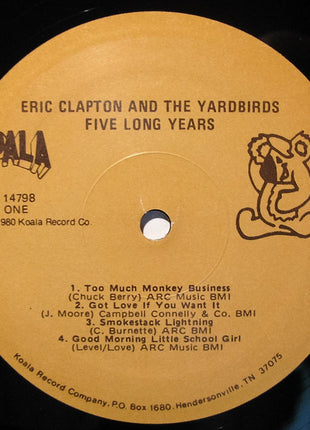 ERIC CLAPTON AND THE YARDBIRDS
FIVE LONG YEARS
PALA
14798
ONE
1980 Koala Record Co.
1. Too Much Monkey Business
(Chuck Berry) ARC Music BMI
2. Got Love If You Want It
(J. Moore) Campbell Connelly & Co. BMI
3. Smokestack Lightning
(C. Burnette) ARC Music BMI
4. Good Morning Little School Girl
(Level/Love) ARC Music BMI
Koala Record Company, P.O. Box 1680, Hendersonville, TN 37075